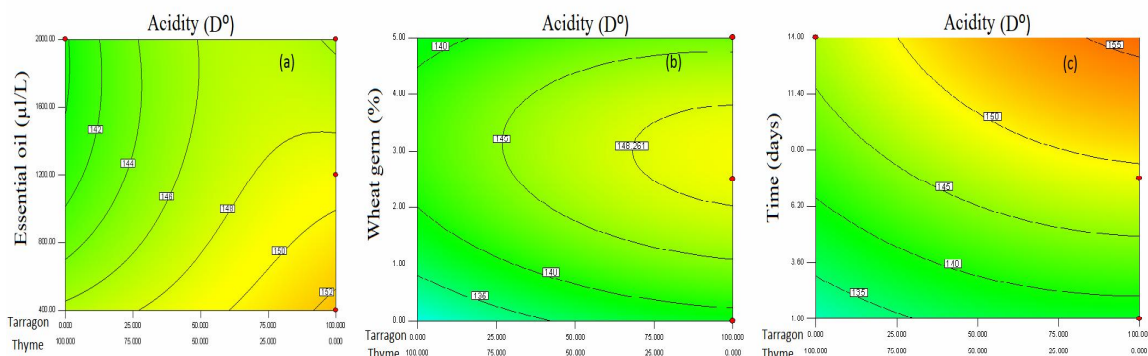 Acidity (D⁰)
(a)
Essential oil (µl/L)
2000.00
1600.00
1200.00
800.00
400.00
142
144
146
148
150
152
Tarragon 0.000 25.000 50.000 75.000 100.000
Thyme 100.000 75.000 50.000 25.000 0.000
Acidity (D⁰)
(b)
Wheat germ (%)
5.00
4.00
3.00
2.00
1.00
0.00
140
145
146.261
140
136
0.000 25.000 50.000 75.000 100.000
100.000 75.000 50.000 25.000 0.000
Tarragon
Thyme
Acidity (D⁰)
(c)
Time (days)
14.00
11.40
0.00
6.20
3.60
1.00
155
150
145
140
135
0.000 25.000 50.000 75.000 100.000
100.000 75.000 50.000 25.000 0.000
Tarragon
Thyme